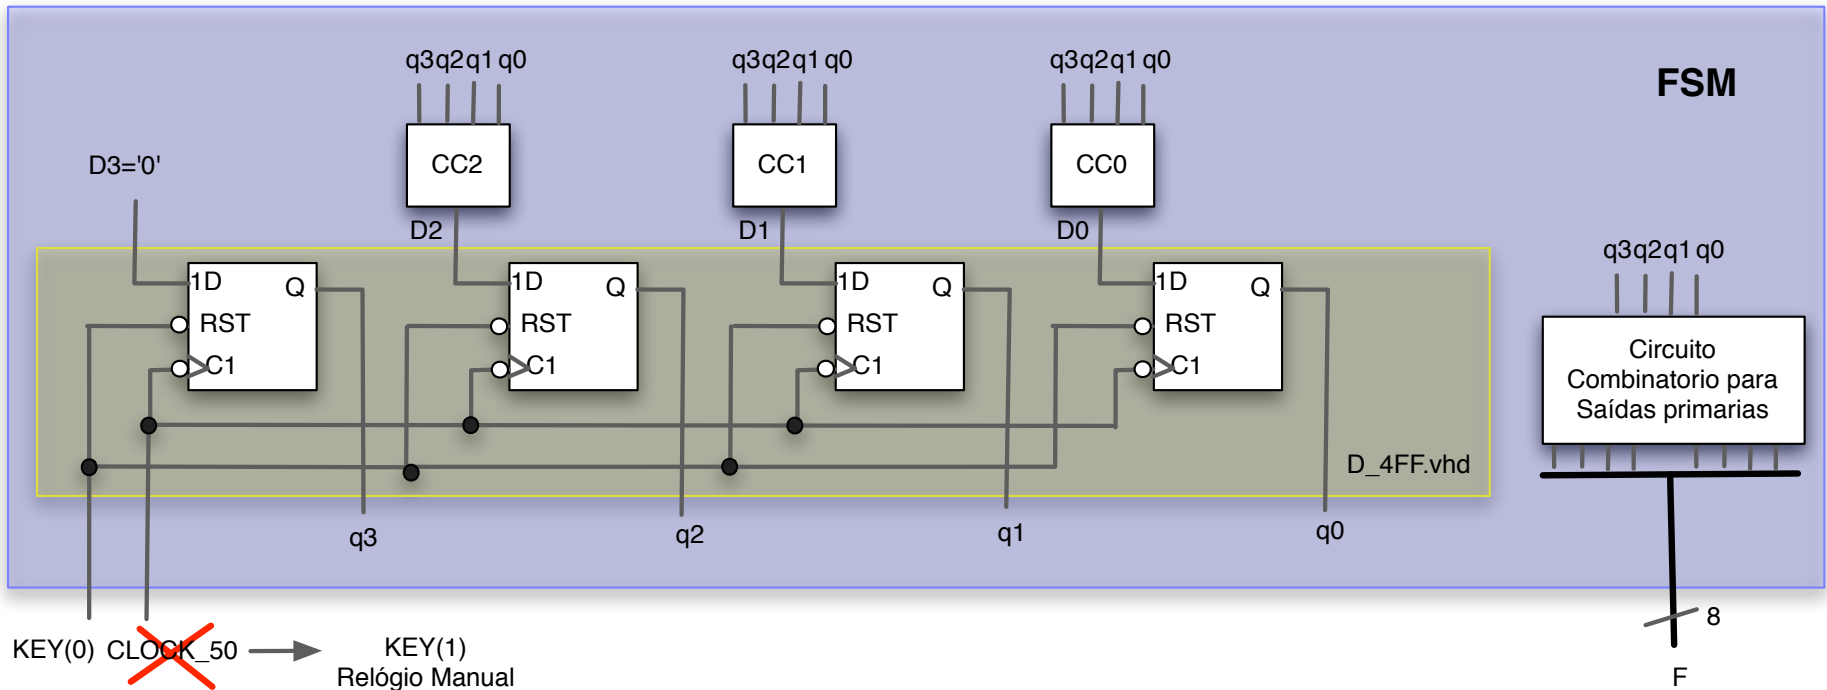 FSM
q3q2q1 q0
q3q2q1 q0
q3q2q1 q0
CC2
CC1
CC0
D3='0'
D2
D1
D0
q3q2q1 q0
1D
Q
RST
C1
1D
Q
RST
C1
1D
Q
RST
C1
1D
Q
RST
C1
Circuito
Combinatorio para
Saídas primarias
D_4FF.vhd
q3
q2
q1
q0
8
KEY(0)
CLOCK_50
KEY(1)
Relógio Manual
F